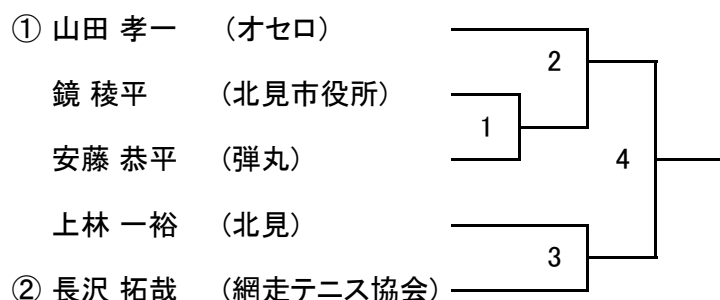 ① 山田 孝一 (オセロ)
2
鏡 稜平 (北見市役所)
1
安藤 恭平 (弾丸)
4
上林 一裕 (北見)
3
② 長沢 拓哉 (網走テニス協会)